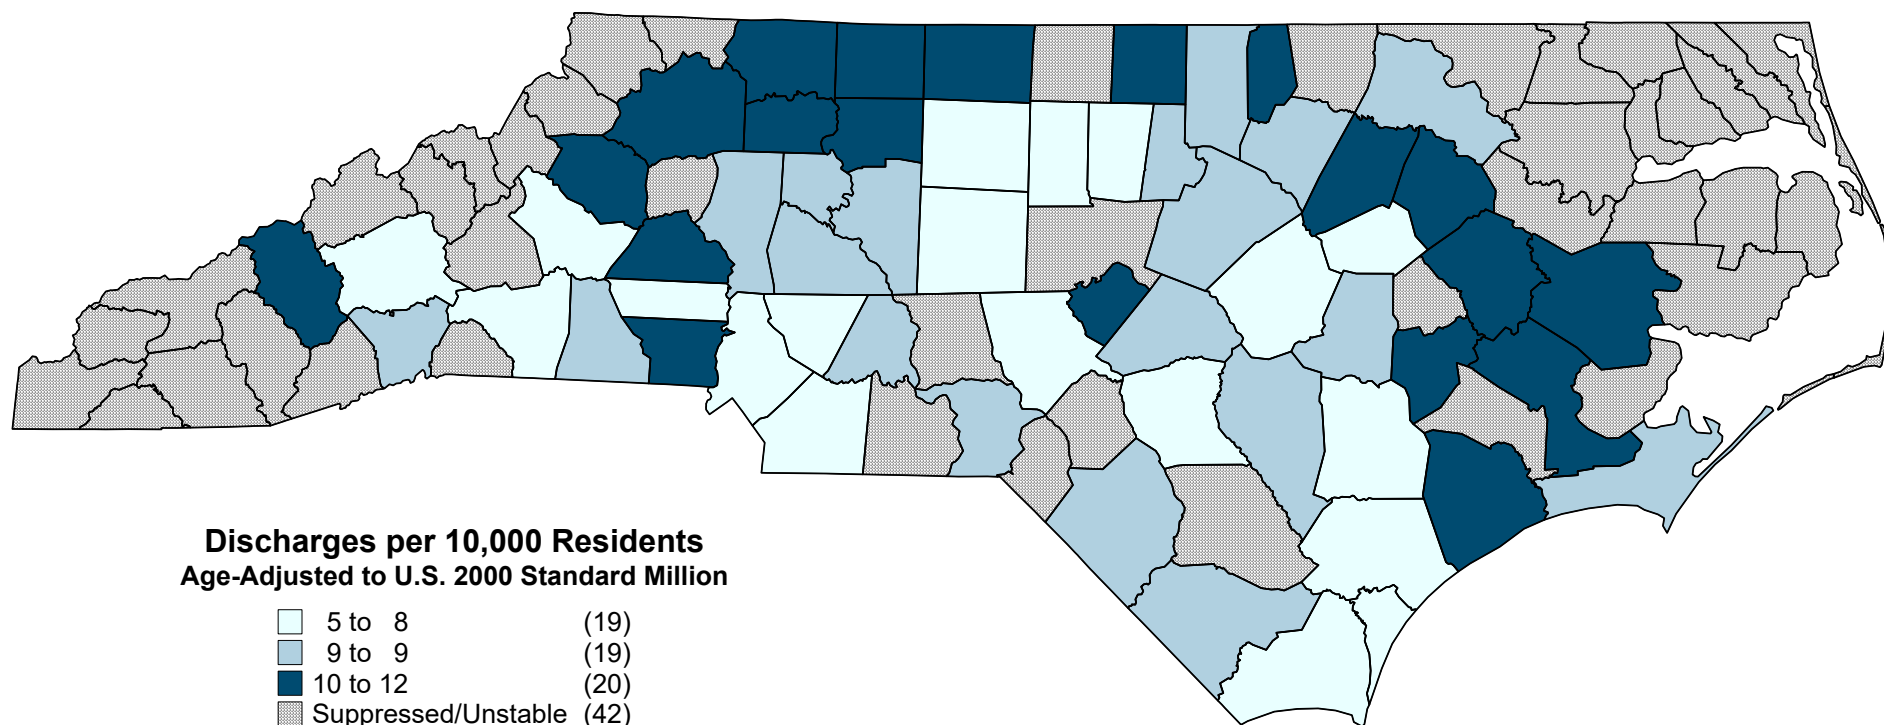 Discharges per 10,000 Residents
Age-Adjusted to U.S. 2000 Standard Million
5 to 8 (19)
9 to 9 (19)
10 to 12 (20)
Suppressed/Unstable (42)